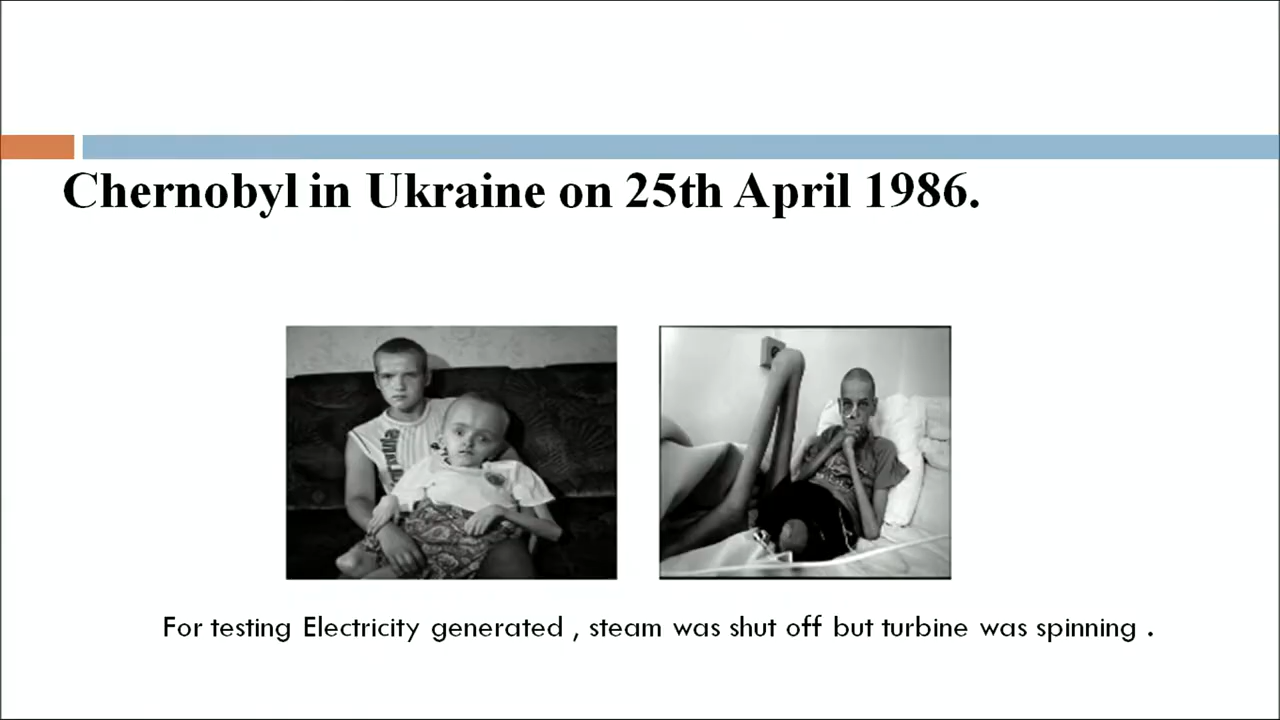 Chernobyl in Ukraine on 25th April 1986.
For testing Electricity generated , steam was shut off but turbine was spinning .